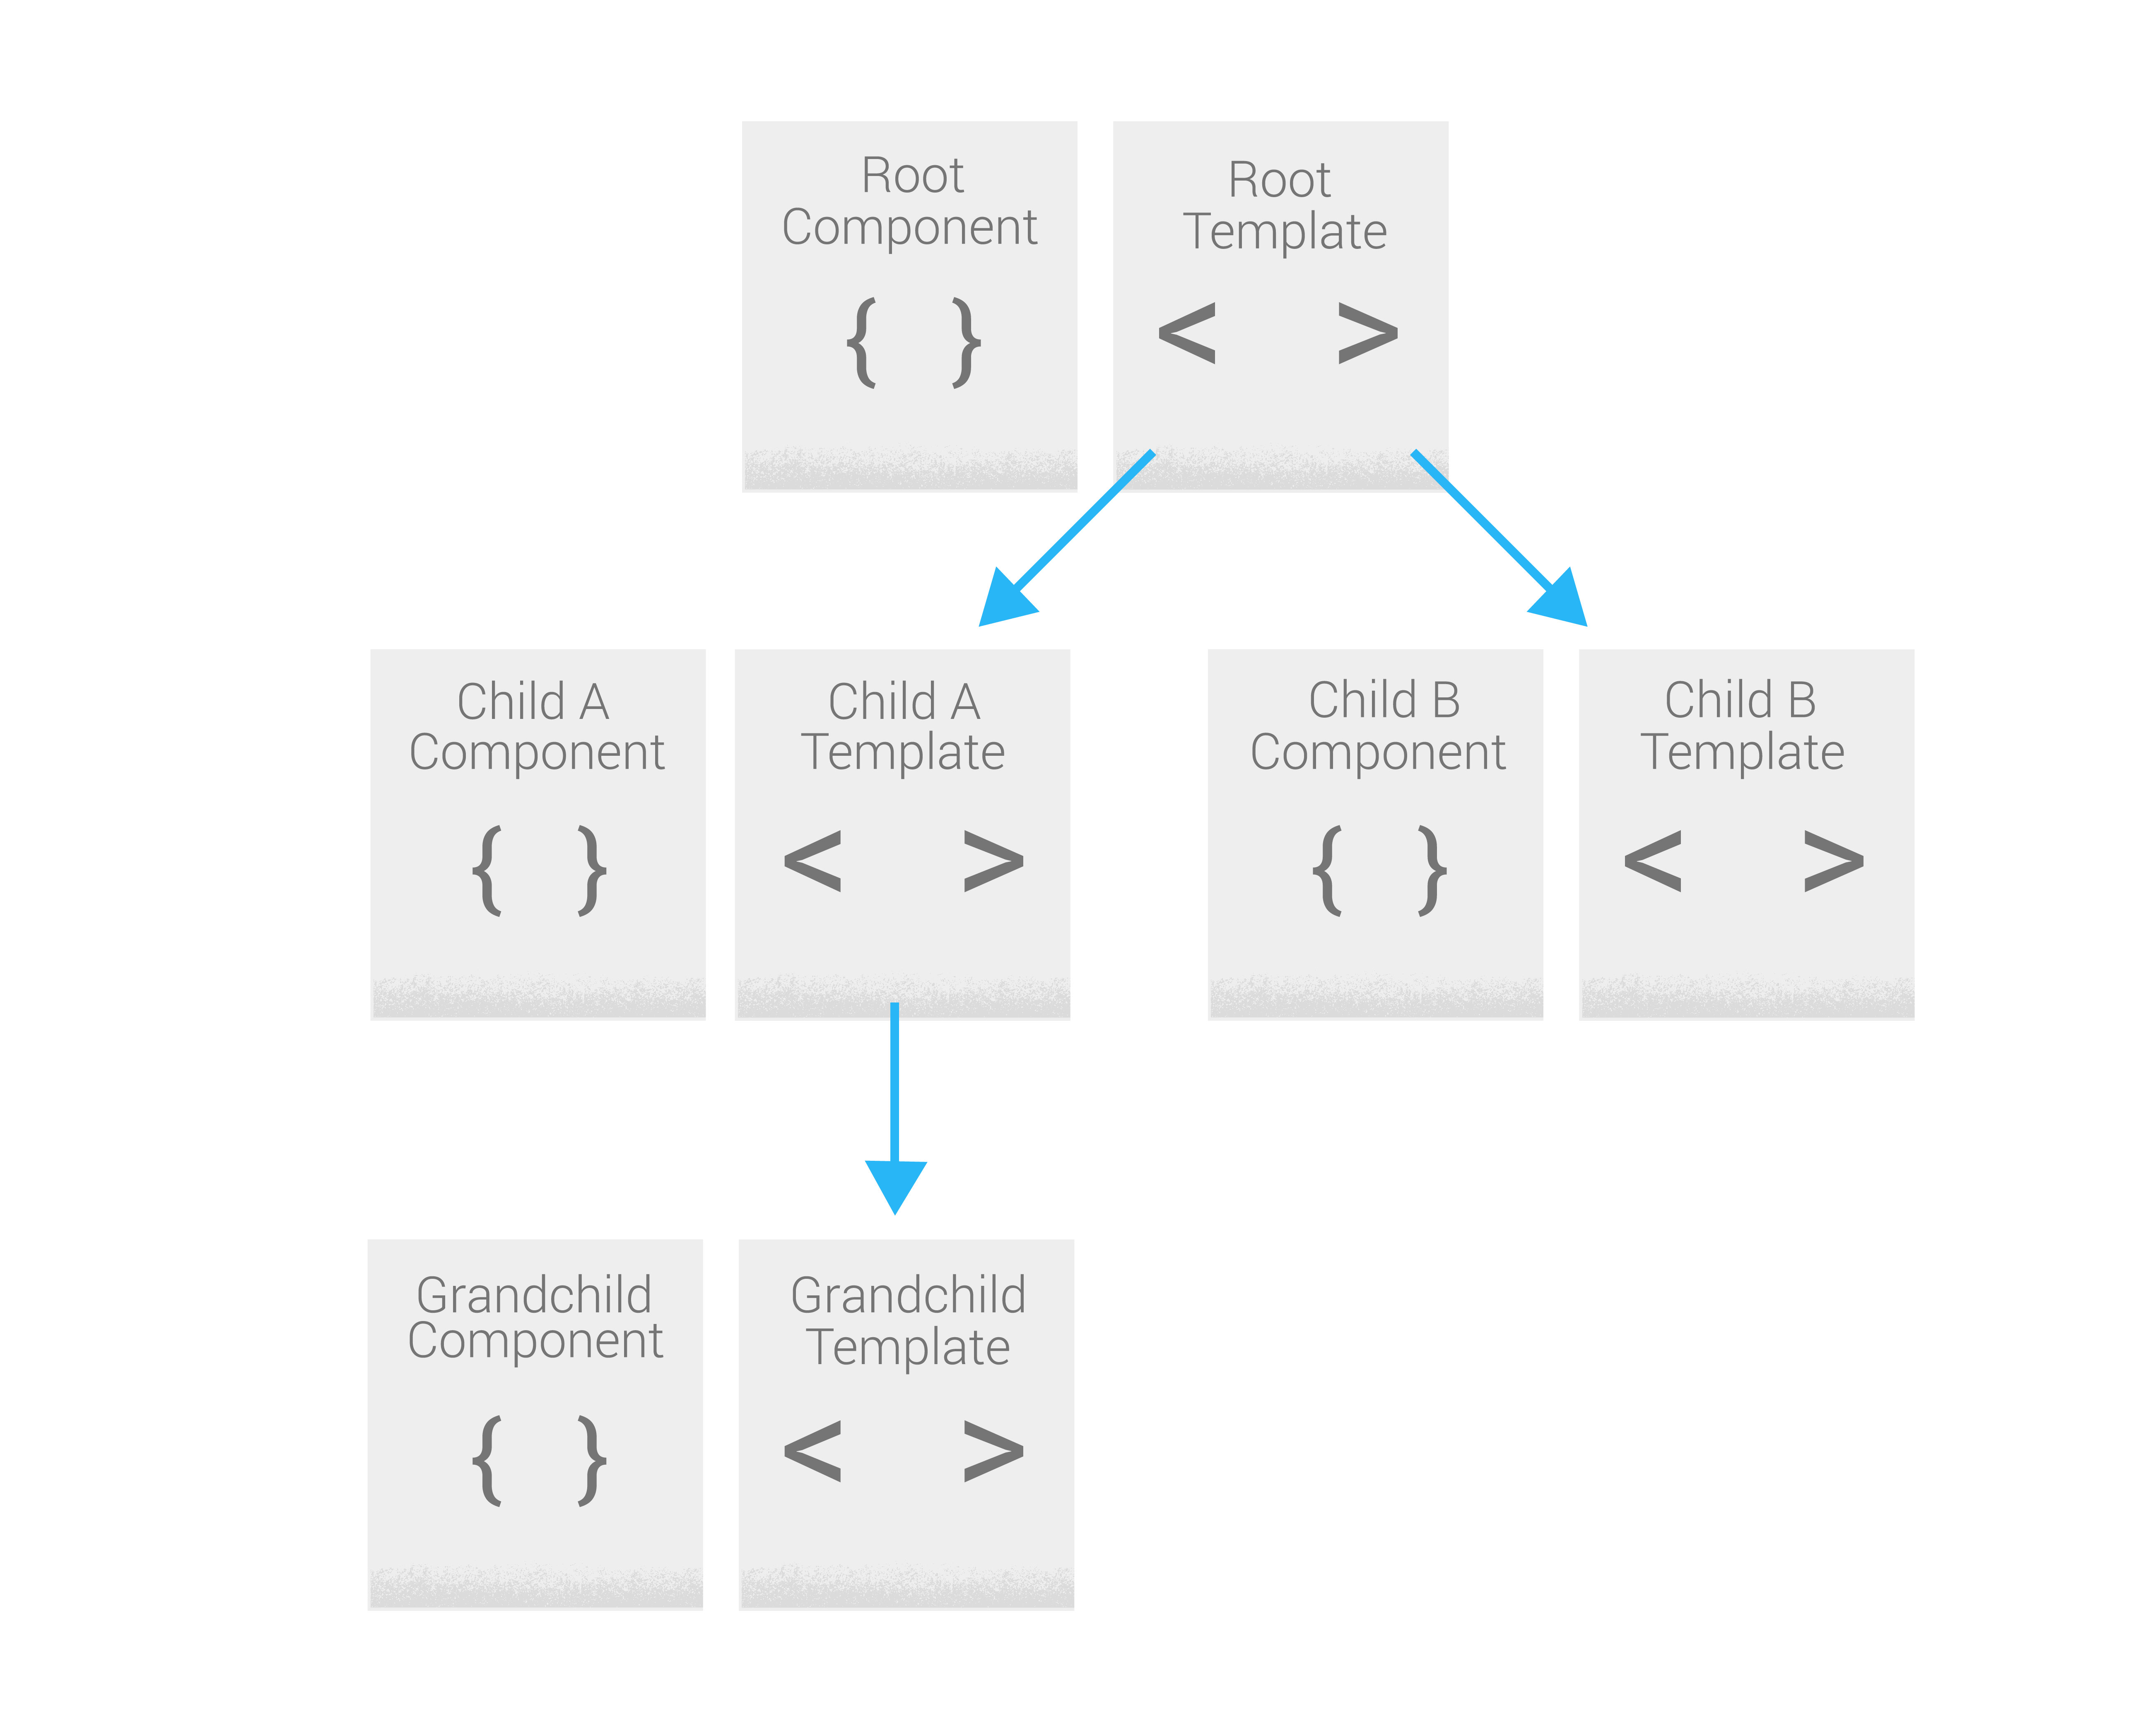 Root
Component
{ }
Root
Template
< >
Child A
Component
{ }
Child A
Template
< >
Child B
Component
{ }
Child B
Template
< >
Grandchild
Component
{ }
Grandchild
Template
< >